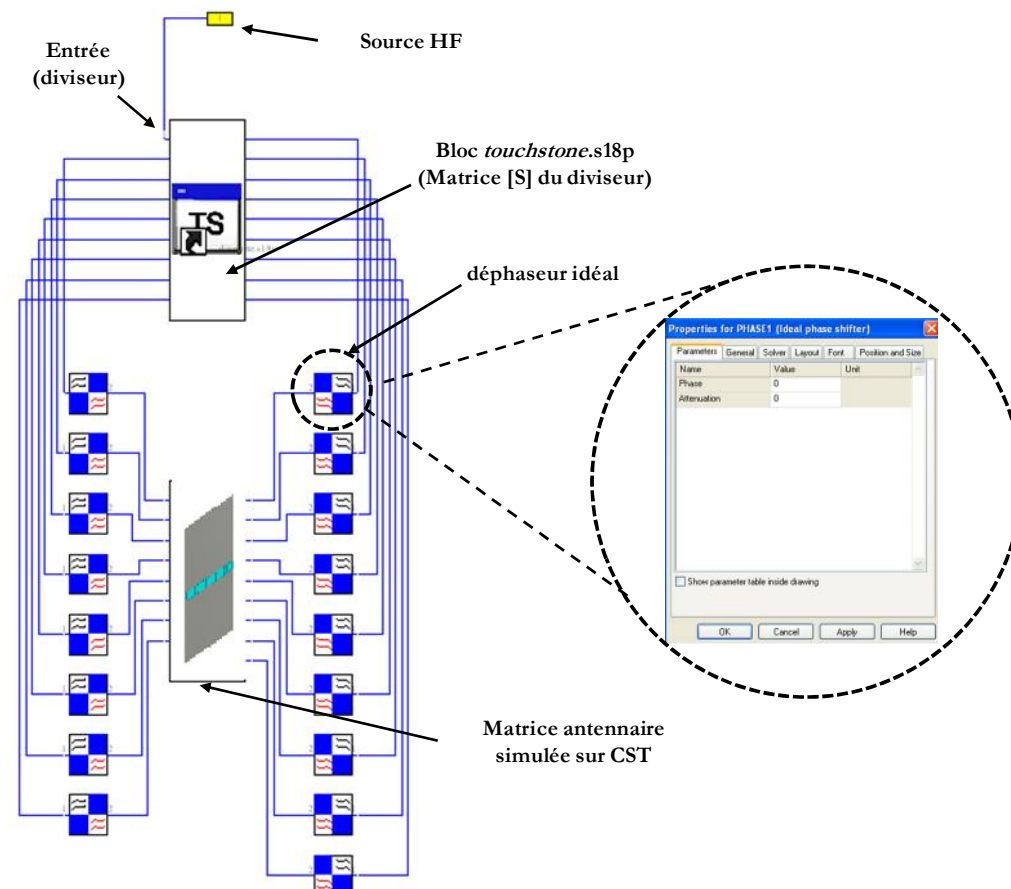 1
Source HF
Entrée
(diviseur)
Bloc touchstone.s18p
(Matrice [S] du diviseur)
TS
déphaseur idéal
Properties for PHASE1 (Ideal phase shifter)
Parameters General Solver Layout Font Position and Size
Name Value Unit
Phase 0
Attenuation 0
Show parameter table inside drawing
OK Cancel Apply Help
Matrice antennaire
simulée sur CST